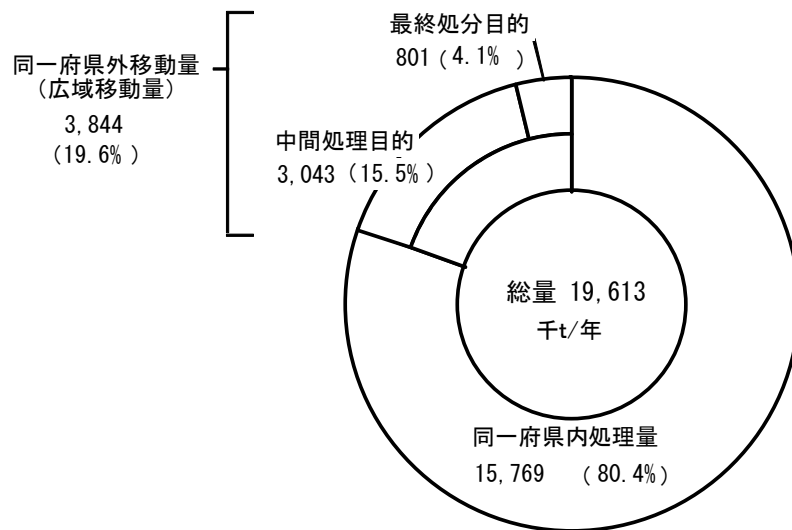 最終処分目的
801(4.1%)
同一府県外移動量
(広域移動量)
3,844
(19.6%)
中間処理目的
3,043(15.5%)
総量 19,613
千t/年
同一府県内処理量
15,769 (80.4%)